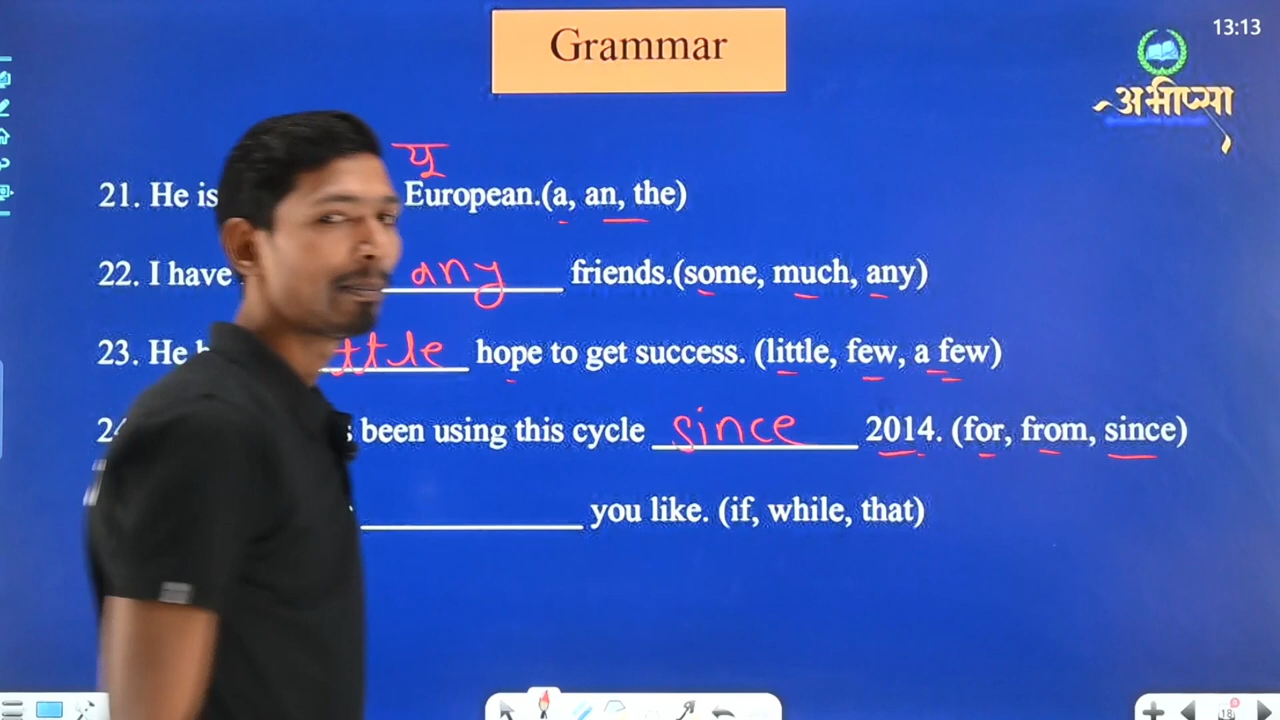 Grammar
13:13
अभीप्सा
यू
21. He is European.(a, an, the)
22. I have any friends.(some, much, any)
23. He hope to get success. (little, few, a few)
been using this cycle since 2014. (for, from, since)
you like. (if, while, that)
18